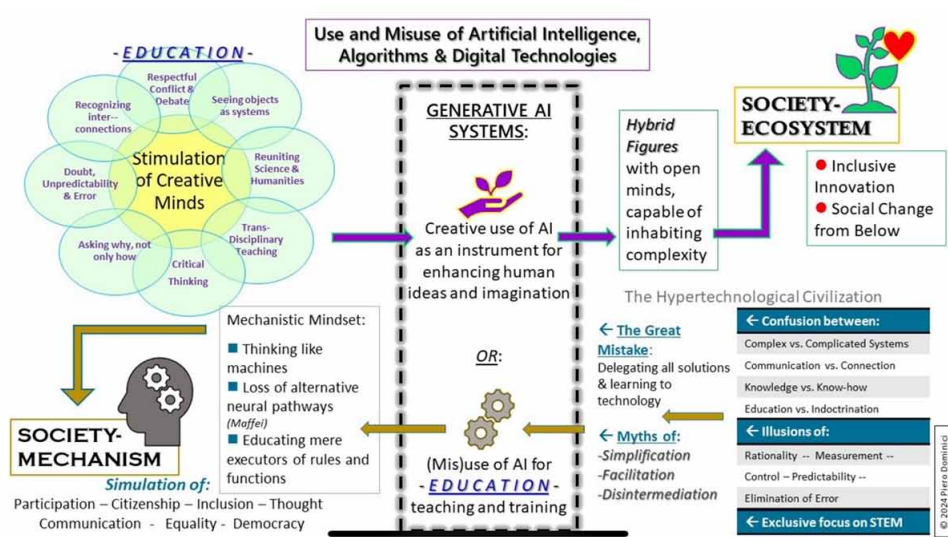 Use and Misuse of Artificial Intelligence,
Algorithms & Digital Technologies
- EDUCATION -
Respectful
Conflict &
Debate
Seeing objects
as systems
Reuniting
Science &
Humanities
Trans-
Disciplinary
Teaching
Critical
Thinking
Asking why, not
only how
Doubt,
Unpredictability
& Error
Recognizing
inter--
connections
Stimulation
of Creative
Minds
GENERATIVE AI
SYSTEMS:
Creative use of AI
as an instrument for
enhancing human
ideas and imagination
Hybrid
Figures
with open
minds,
capable of
inhabiting
complexity
SOCIETY-
ECOSYSTEM
● Inclusive
Innovation
● Social Change
from Below
The Hypertechnological Civilization
← Confusion between:
Complex vs. Complicated Systems
Communication vs. Connection
Knowledge vs. Know-how
Education vs. Indoctrination
← Illusions of:
Rationality -- Measurement --
Control – Predictability --
Elimination of Error
← Exclusive focus on STEM
← The Great
Mistake:
Delegating all solutions
& learning to
technology
← Myths of:
-Simplification
-Facilitation
-Disintermediation
OR:
(Mis)use of AI for
- EDUCATION -
teaching and training
Mechanistic Mindset:
■ Thinking like
machines
■ Loss of alternative
neural pathways
(Maffei)
■ Educating mere
executors of rules and
functions
SOCIETY-
MECHANISM
Simulation of:
Participation – Citizenship – Inclusion – Thought
Communication - Equality - Democracy
© 2024 Piero Dominici